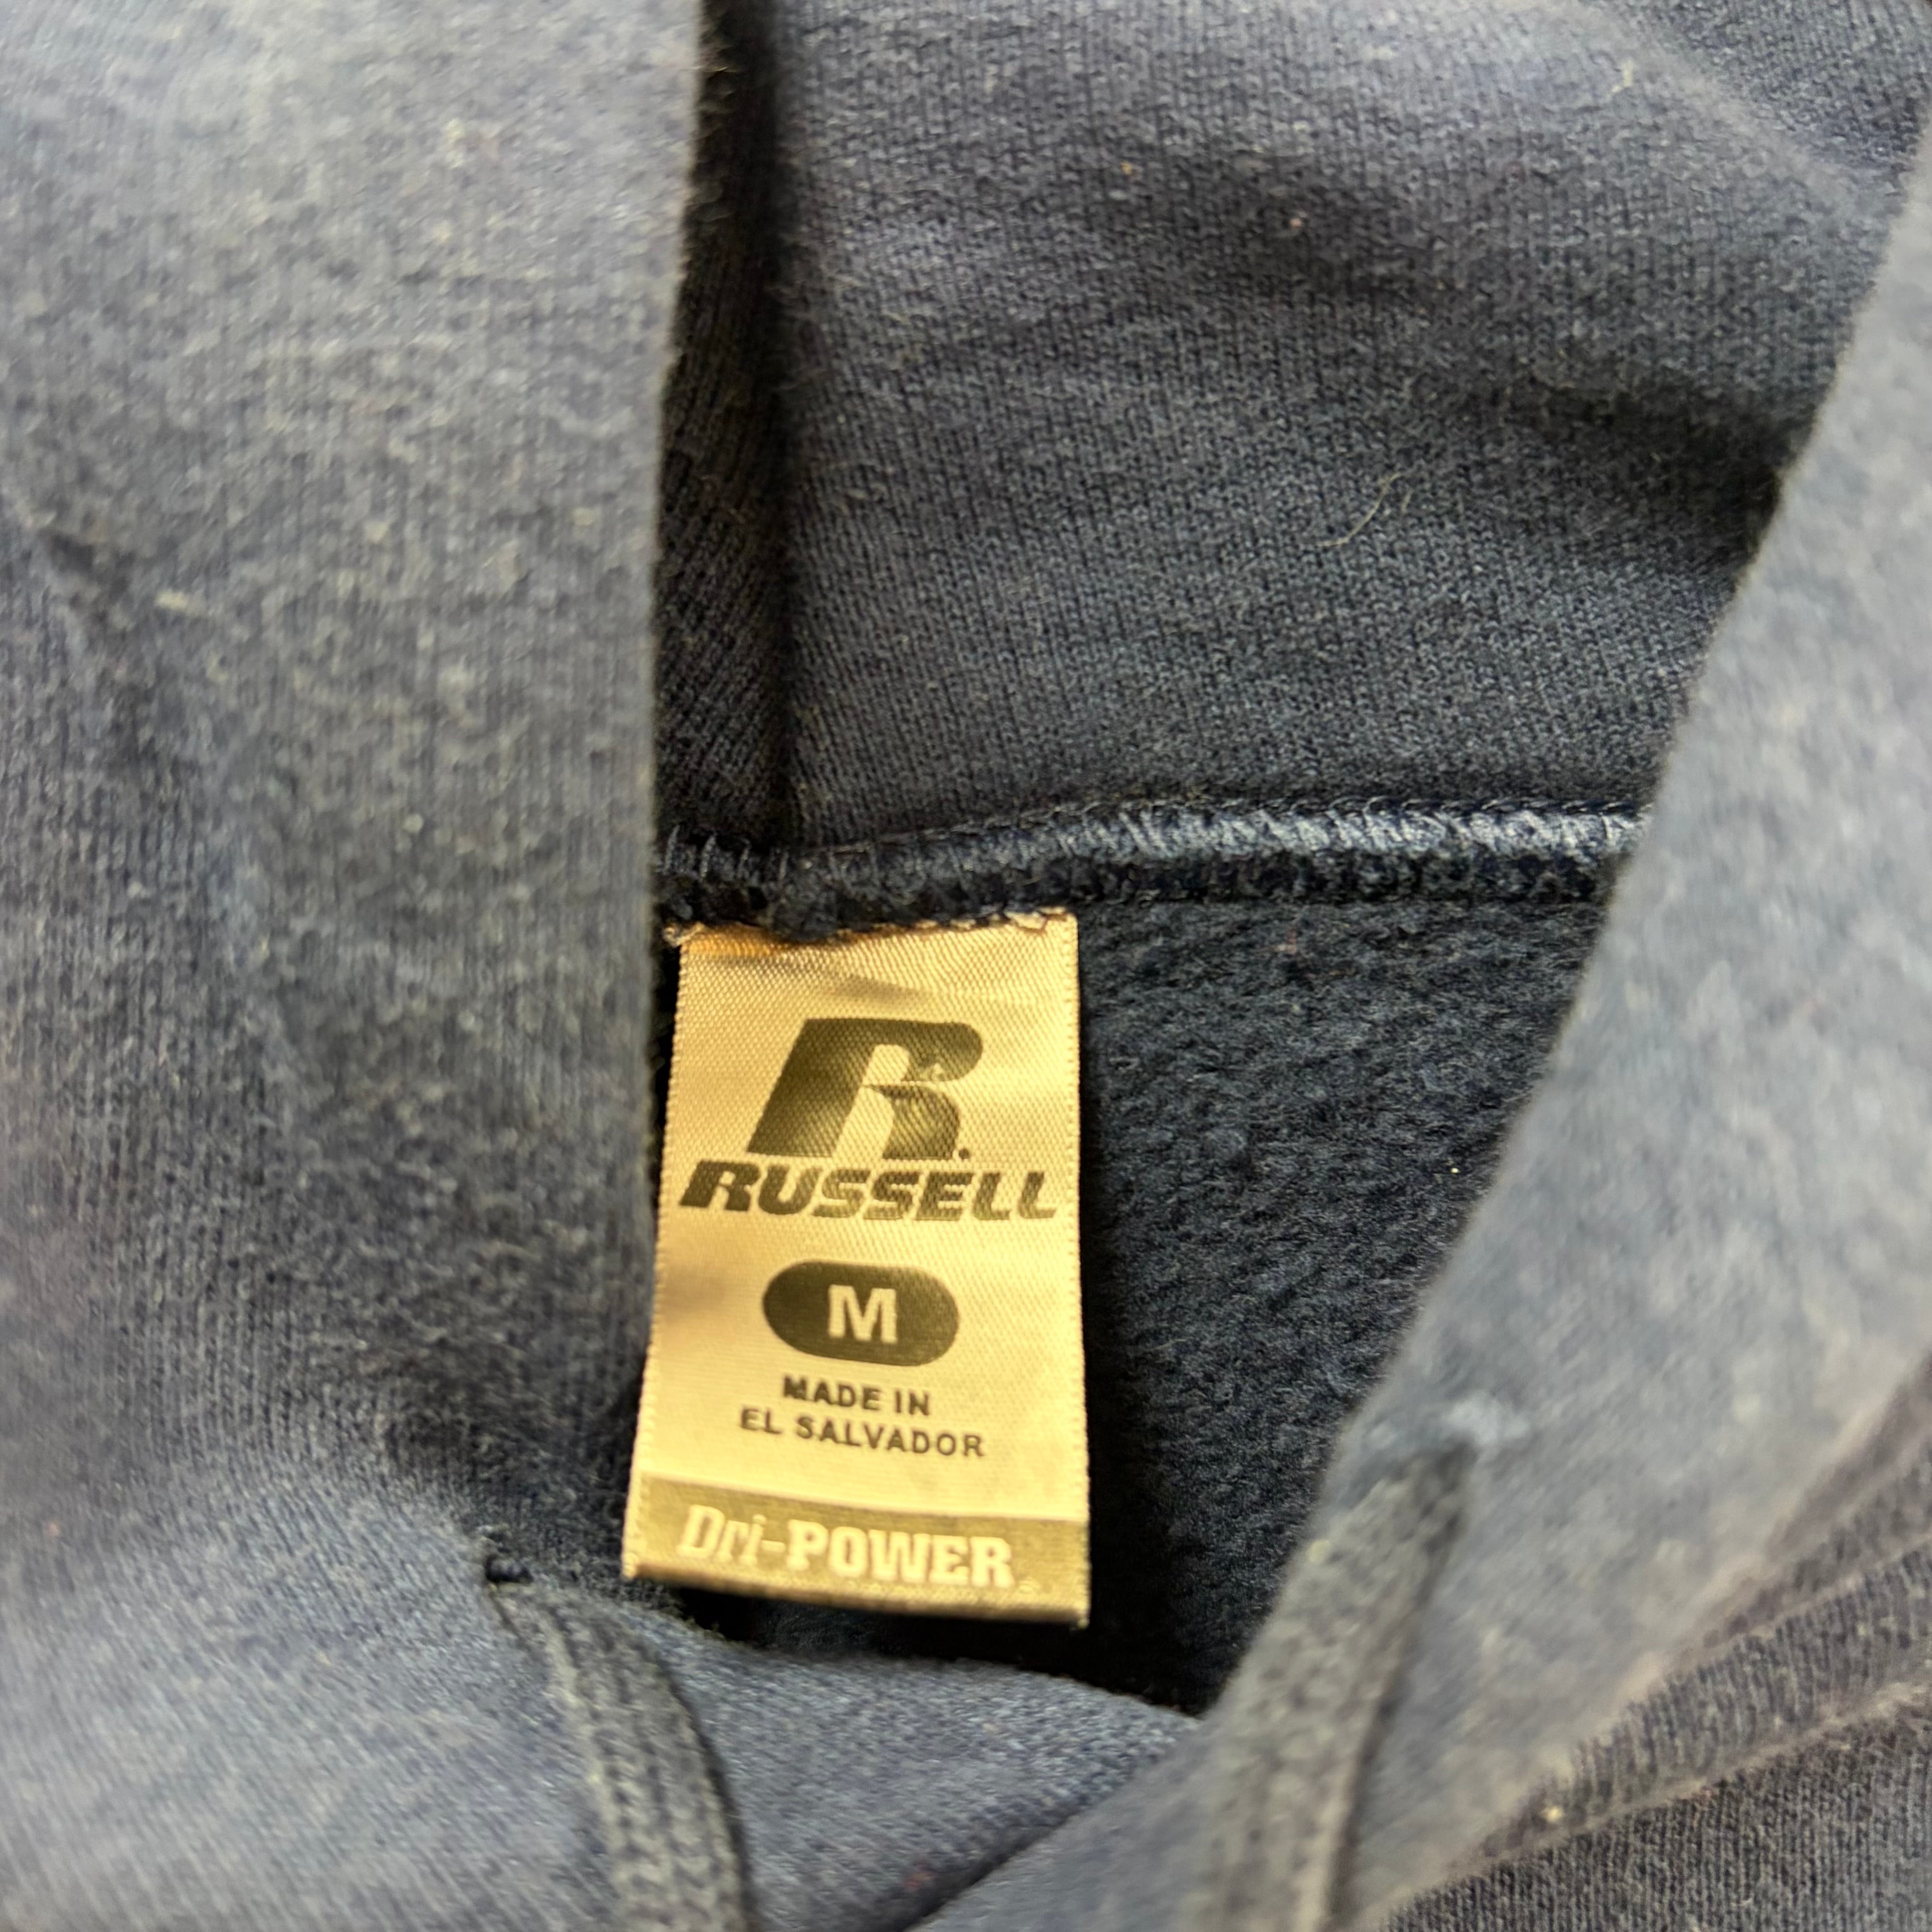 R.
RUSSELL
M
MADE IN
EL SALVADOR
Dri-POWER